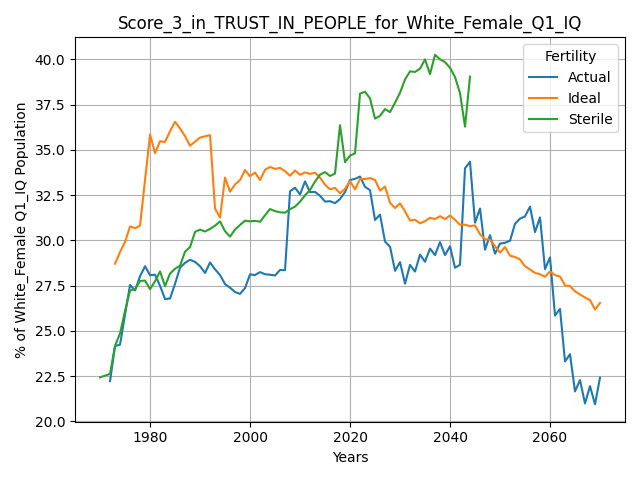 Score_3_in_TRUST_IN_PEOPLE_for_White_Female_Q1_IQ
Fertility
Actual
Ideal
Sterile
% of White_Female Q1_IQ Population
40.0
37.5
35.0
32.5
30.0
27.5
25.0
22.5
20.0
1980
2000
2020
2040
2060
Years